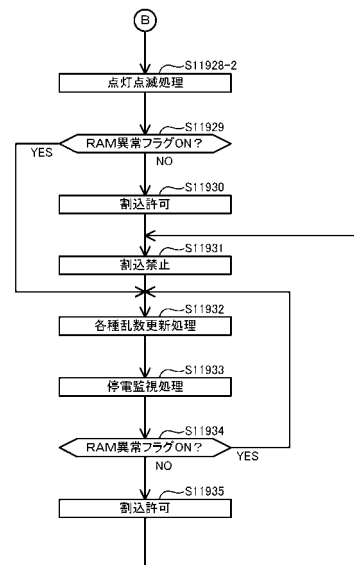 B
S11928-2
点灯点滅処理
S11929
RAM異常フラグON?
YES
NO
S11930
割込許可
S11931
割込禁止
S11932
各種乱数更新処理
S11933
停電監視処理
S11934
RAM異常フラグON?
NO
YES
S11935
割込許可